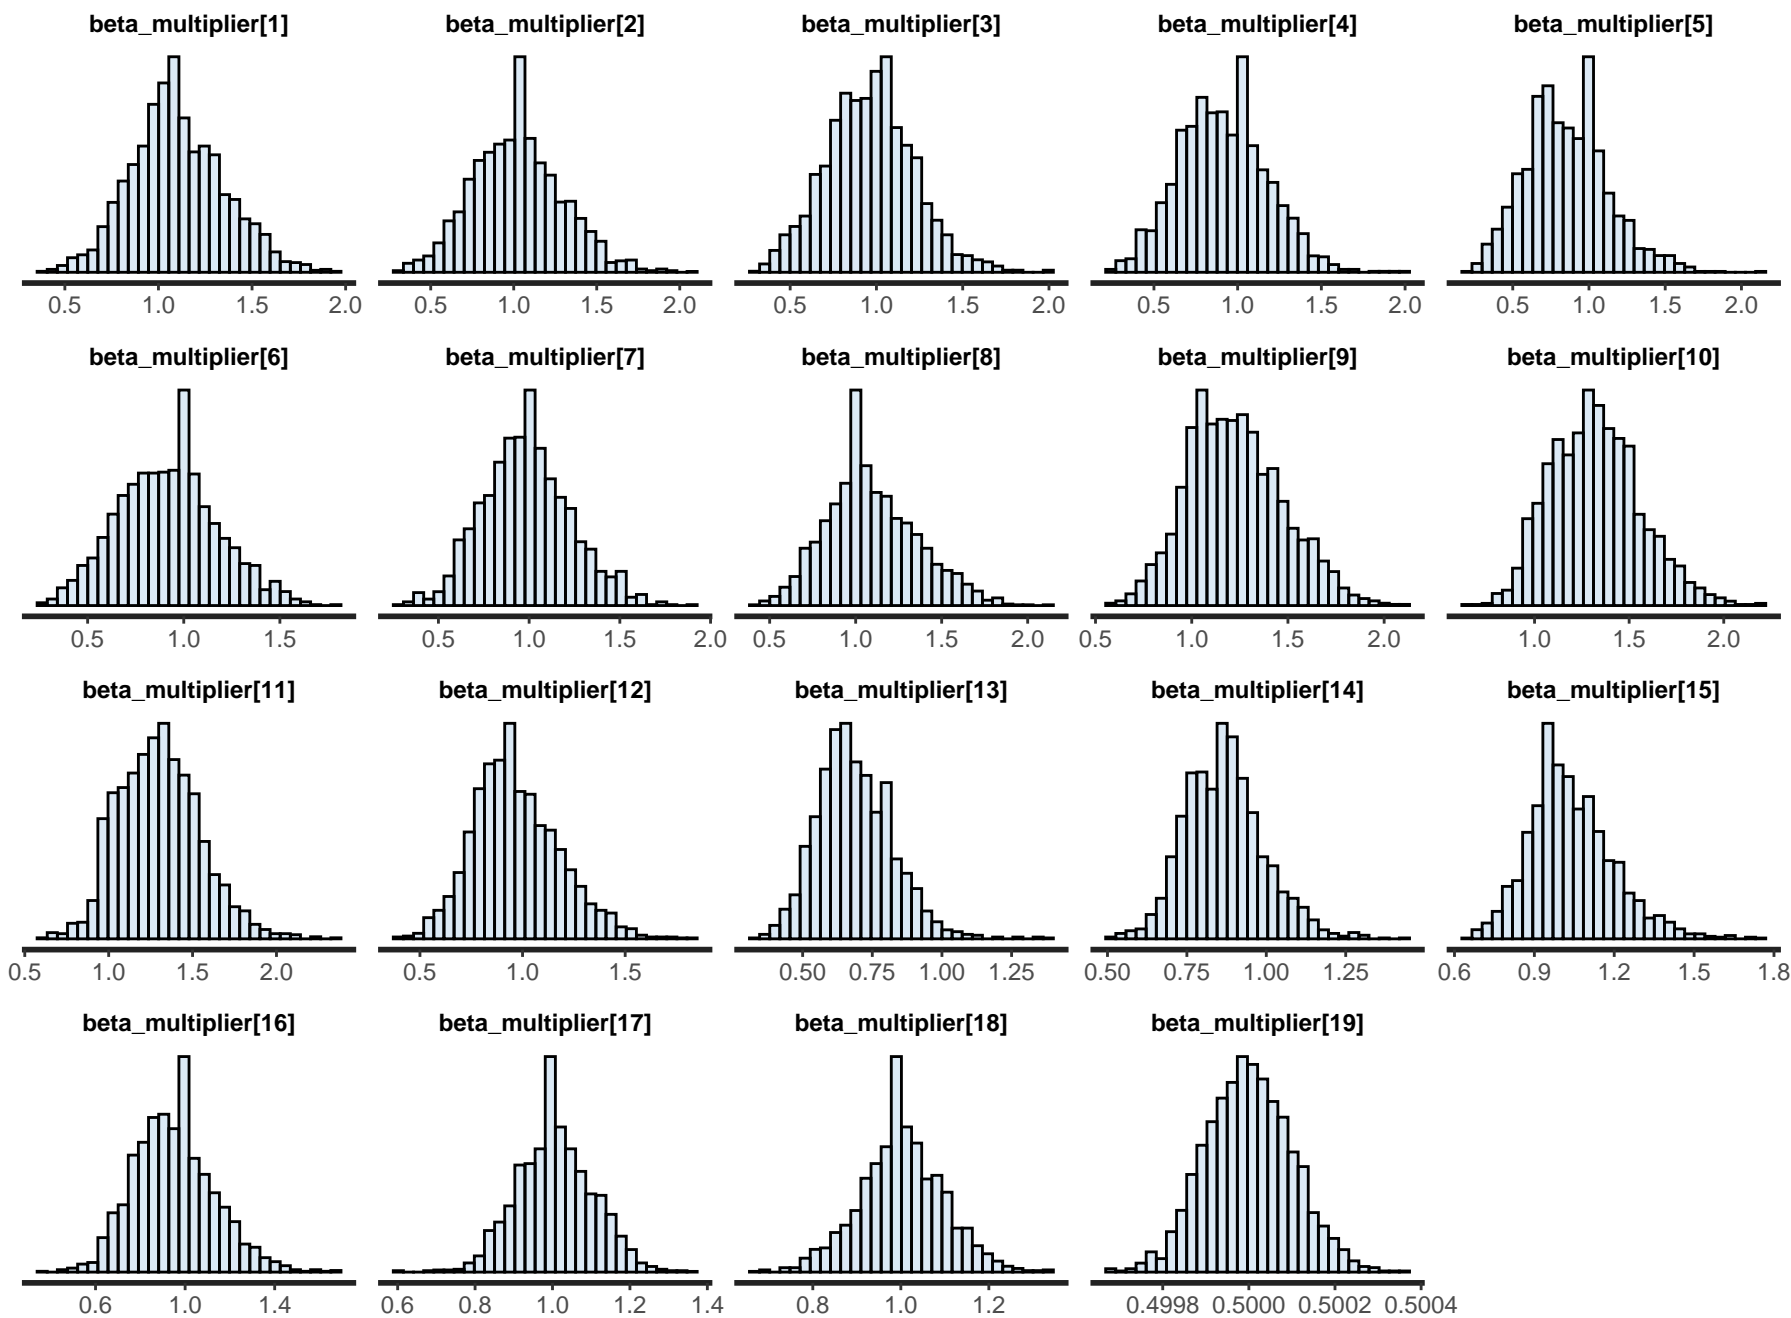 beta_multiplier[1] beta_multiplier[2] beta_multiplier[3] beta_multiplier[4] beta_multiplier[5]
0.5 1.0 1.5 2.0 0.5 1.0 1.5 2.0 0.5 1.0 1.5 2.0 0.5 1.0 1.5 2.0 0.5 1.0 1.5 2.0
beta_multiplier[6] beta_multiplier[7] beta_multiplier[8] beta_multiplier[9] beta_multiplier[10]
0.5 1.0 1.5 0.5 1.0 1.5 2.0 0.5 1.0 1.5 2.0 0.5 1.0 1.5 2.0 1.0 1.5 2.0
beta_multiplier[11] beta_multiplier[12] beta_multiplier[13] beta_multiplier[14] beta_multiplier[15]
0.5 1.0 1.5 2.0 0.5 1.0 1.5 0.50 0.75 1.00 1.25 0.50 0.75 1.00 1.25 0.6 0.9 1.2 1.5 1.8
beta_multiplier[16] beta_multiplier[17] beta_multiplier[18] beta_multiplier[19]
0.6 1.0 1.4 0.6 0.8 1.0 1.2 1.4 0.8 1.0 1.2 0.4998 0.5000 0.5002 0.5004